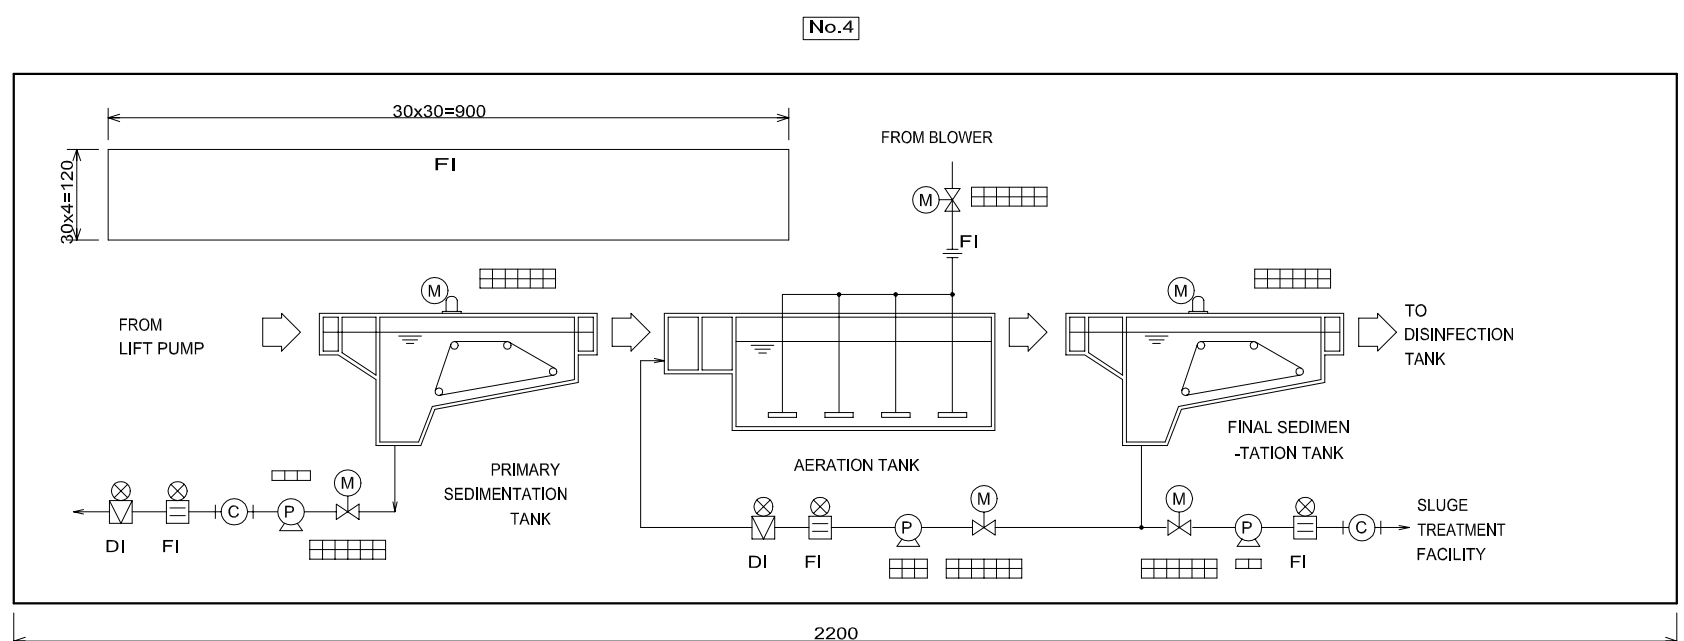 No.4
30x30=900
30x4=120
FI
FROM BLOWER
M
FI
M
M
FROM
LIFT PUMP
TO
DISINFECTION
TANK
PRIMARY
SEDIMENTATION
TANK
AERATION TANK
FINAL SEDIMEN
-TATION TANK
C
P
M
DI
FI
P
M
M
P
C
DI
FI
FI
SLUGE
TREATMENT
FACILITY
2200